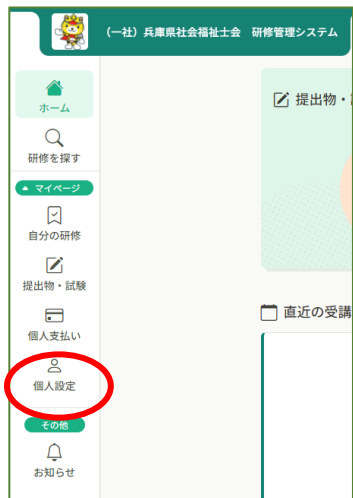 (一社）兵庫県社会福祉士会 研修管理システム
ホーム
研修を探す
マイページ
自分の研修
提出物・試験
個人支払い
個人設定
その他
お知らせ
提出物・
直近の受講